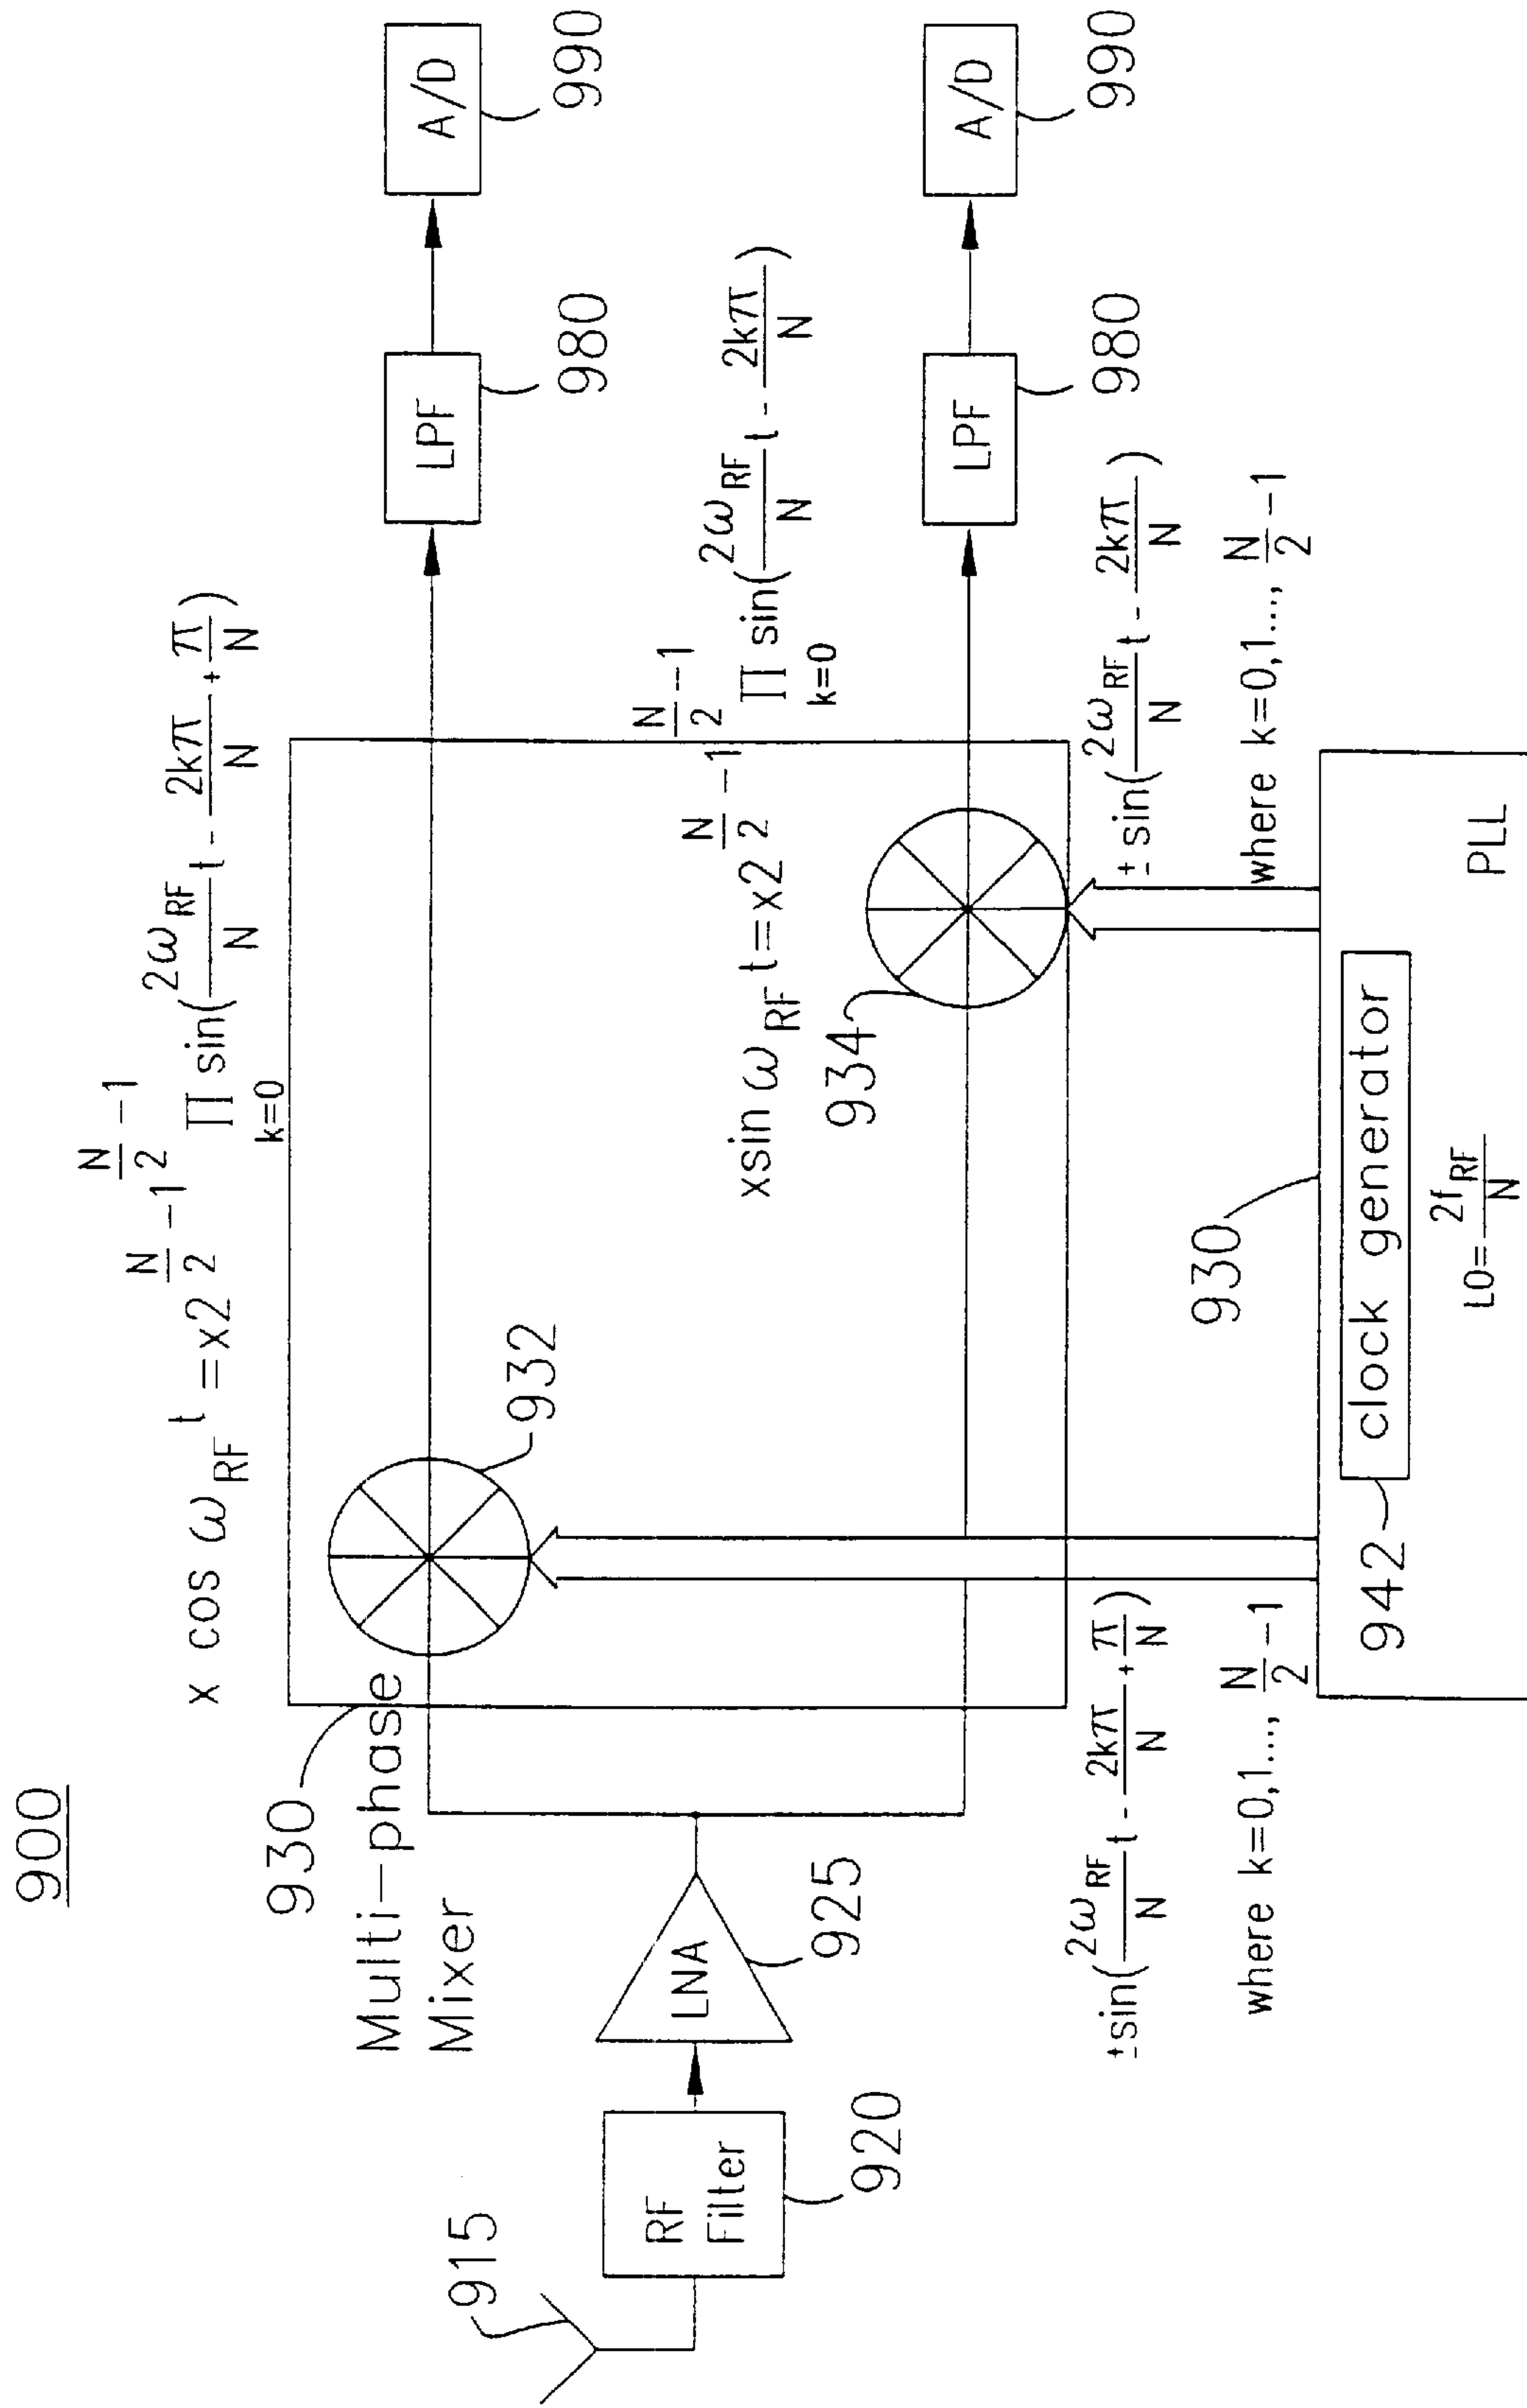 900
915
RF
Filter
920
LNA
925
930
Multi-phase
Mixer
x cos ω_RF t = x2^(N/2 -1) ∏_(k=0)^(N/2 -1) sin(2ω_RF/N t - 2kπ/N + π/N)
932
LPF
980
A/D
990
xsin ω_RF t = x2^(N/2 -1) ∏_(k=0)^(N/2 -1) sin(2ω_RF/N t - 2kπ/N)
934
LPF
980
A/D
990
±sin(2ω_RF/N t - 2kπ/N + π/N)
where k=0,1..., N/2 -1
± sin(2ω_RF/N t - 2kπ/N)
where k=0,1..., N/2 -1
930
942
clock generator
PLL
LO= 2f_RF/N